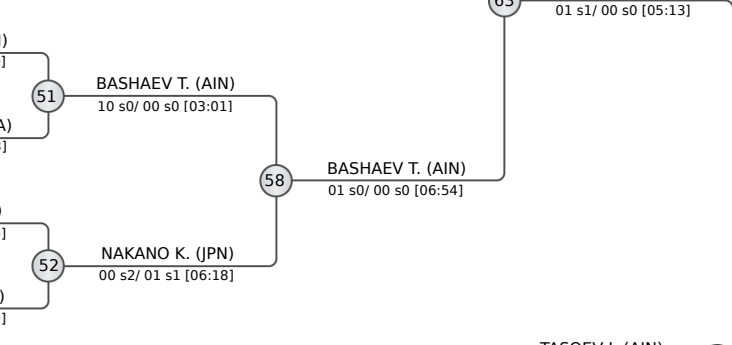 63
01 s1/ 00 s0 [05:13]
51
BASHAEV T. (AIN)
10 s0/ 00 s0 [03:01]
A)
58
BASHAEV T. (AIN)
01 s0/ 00 s0 [06:54]
52
NAKANO K. (JPN)
00 s2/ 01 s1 [06:18]